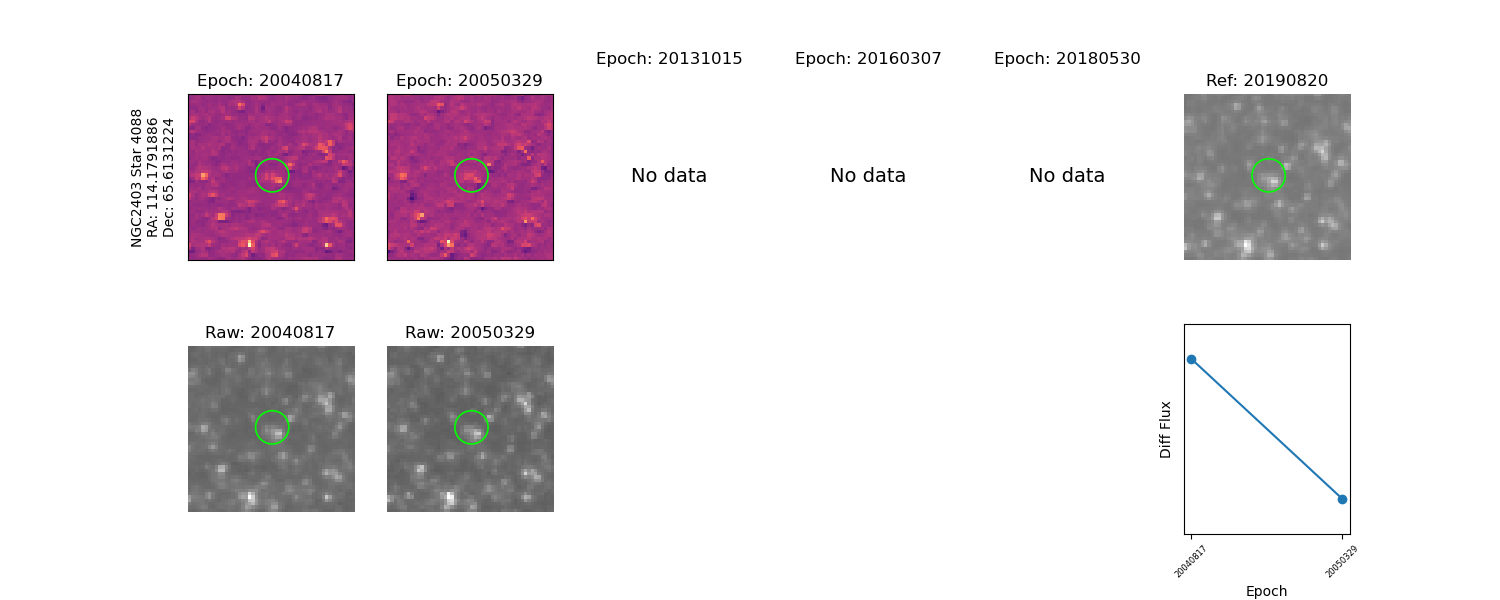 Epoch: 20040817
Epoch: 20050329
Epoch: 20131015
Epoch: 20160307
Epoch: 20180530
Ref: 20190820
NGC2403 Star 4088
RA: 114.1791886
Dec: 65.6131224
No data
No data
No data
Raw: 20040817
Raw: 20050329
Diff Flux
20040817
20050329
Epoch